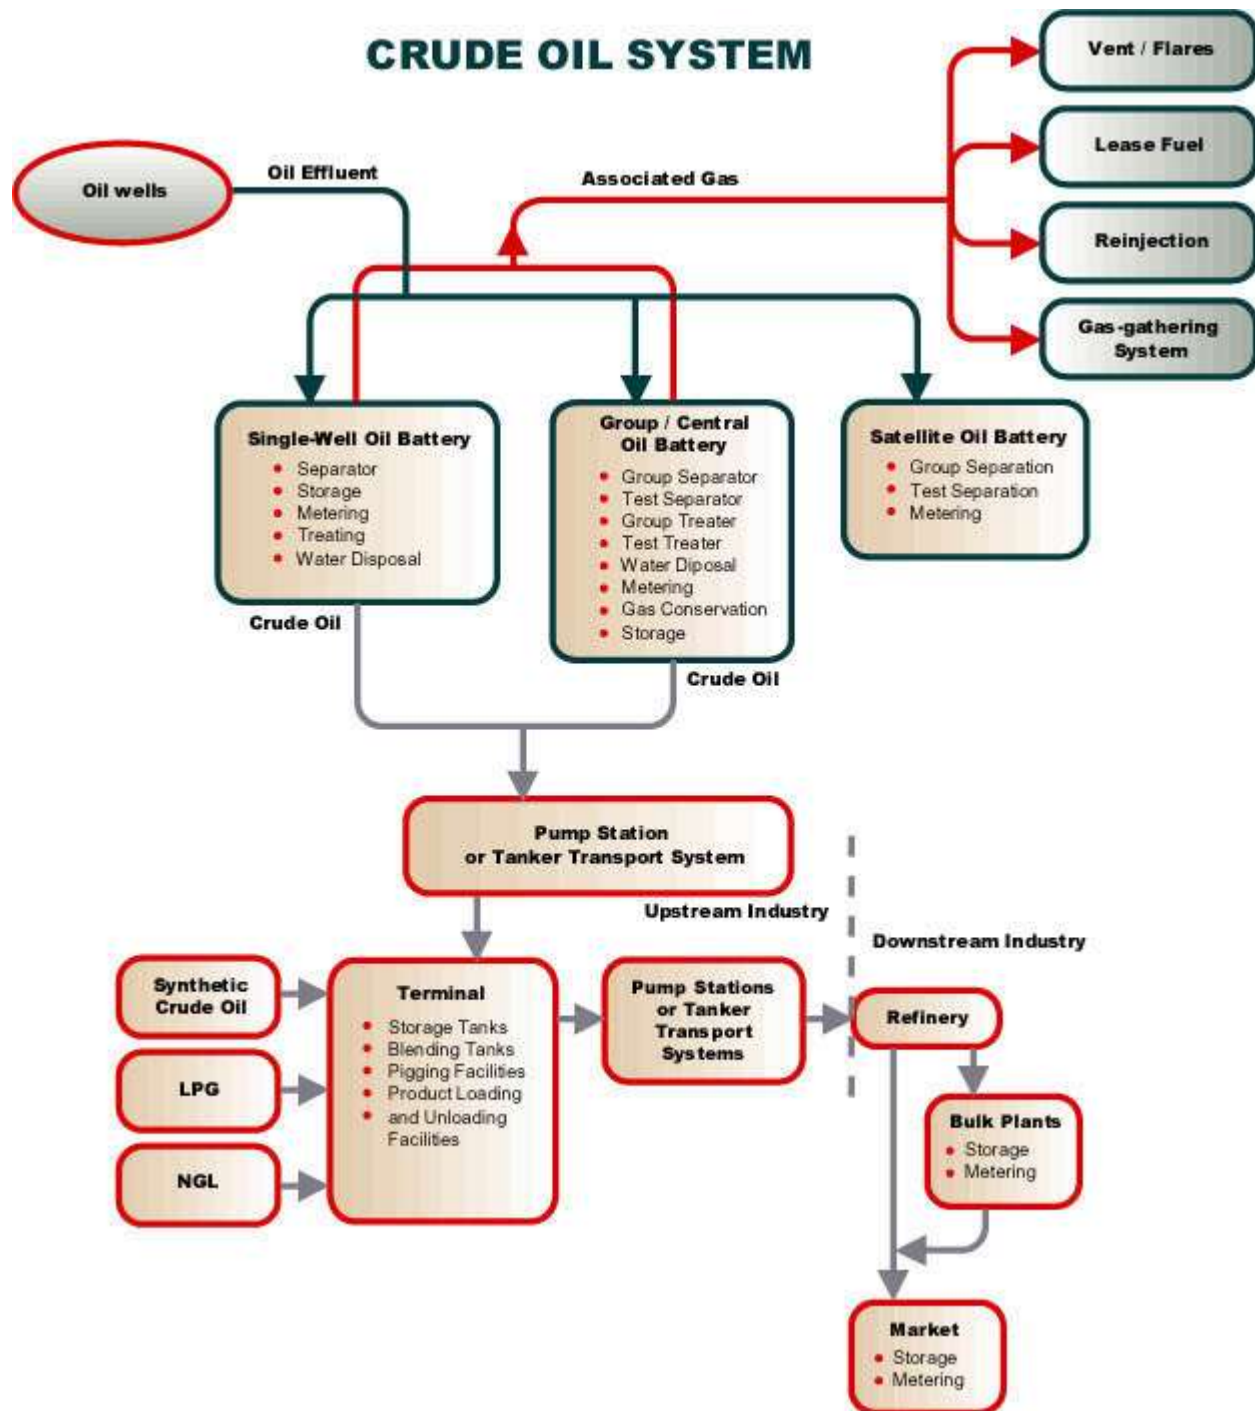 CRUDE OIL SYSTEM
Vent / Flares
Lease Fuel
Reinjection
Gas-gathering
System
Oil wells
Oil Effluent
Associated Gas
Single-Well Oil Battery
Separator
Storage
Metering
Treating
Water Disposal
Group / Central
Oil Battery
Group Separator
Test Separator
Group Treater
Test Treater
Water Diposal
Metering
Gas Conservation
Storage
Satellite Oil Battery
Group Separation
Test Separation
Metering
Crude Oil
Crude Oil
Pump Station
or Tanker Transport System
Upstream Industry
Downstream Industry
Synthetic
Crude Oil
LPG
NGL
Terminal
Storage Tanks
Blending Tanks
Pigging Facilities
Product Loading
and Unloading
Facilities
Pump Stations
or Tanker
Transport
Systems
Refinery
Bulk Plants
Storage
Metering
Market
Storage
Metering